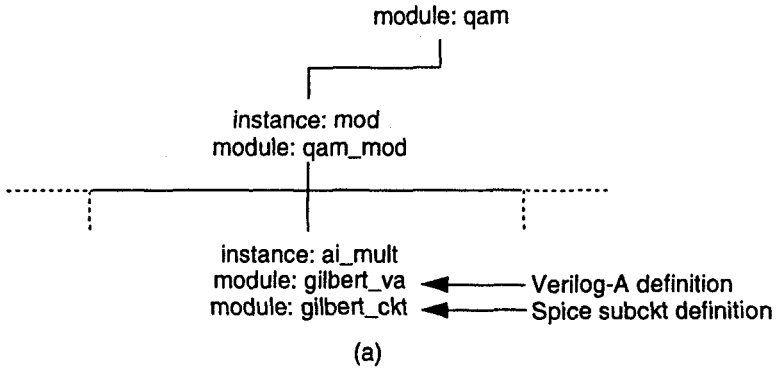 module: qam
instance: mod
module: qam_mod
instance: ai_mult
module: gilbert_va Verilog-A definition
module: gilbert_ckt Spice subckt definition
(a)